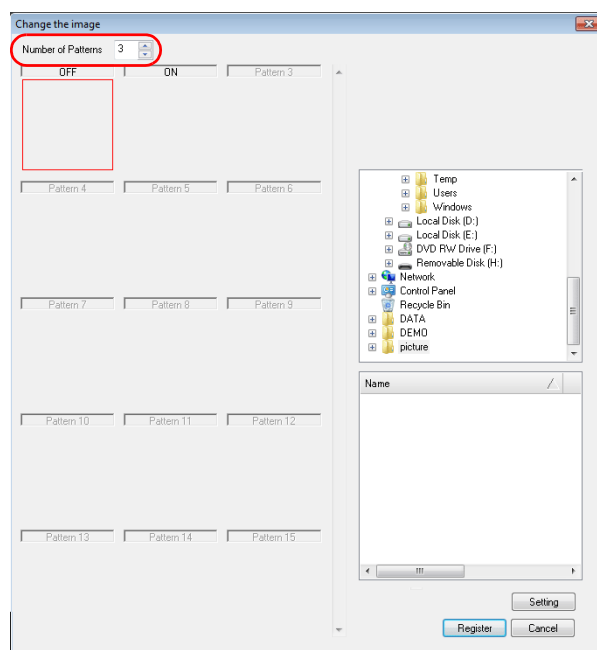 Change the image
Number of Patterns 3
OFF ON Pattern 3
Pattern 4 Pattern 5 Pattern 6
Pattern 7 Pattern 8 Pattern 9
Pattern 10 Pattern 11 Pattern 12
Pattern 13 Pattern 14 Pattern 15
Temp
Users
Windows
Local Disk (D:)
Local Disk (E:)
DVD RW Drive (F:)
Removable Disk (H:)
Network
Control Panel
Recycle Bin
DATA
DEMO
picture
Name
Setting
Register Cancel